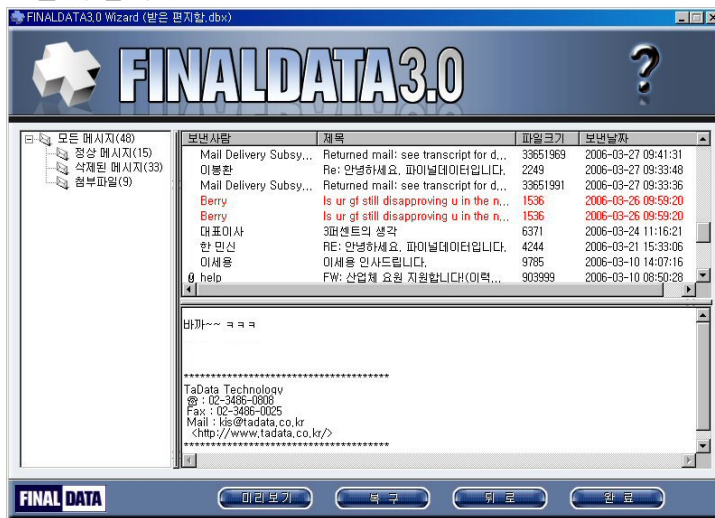 FINALDATA3.0 Wizard (받은 편지함.dbx)
FINALDATA3.0
?
모든 메시지(48)
정상 메시지(15)
삭제된 메시지(33)
첨부파일(9)
보낸사람 제목 파일크기 보낸날짜
Mail Delivery Subsy... Returned mail: see transcript for d... 33651969 2006-03-27 09:41:31
이봉환 Re: 안녕하세요. 파이널데이터입니다. 2249 2006-03-27 09:33:48
Mail Delivery Subsy... Returned mail: see transcript for d... 33651991 2006-03-27 09:33:36
Berry Is ur gf still disapproving u in the n... 1536 2006-03-26 09:59:20
Berry Is ur gf still disapproving u in the n... 1536 2006-03-26 09:59:20
대표이사 3퍼센트의 생각 6371 2006-03-24 11:16:21
한 민신 RE: 안녕하세요. 파이널데이터입니다. 4244 2006-03-21 15:33:06
이세용 이세용 인사드립니다. 9785 2006-03-10 14:07:16
help FW: 산업체 요원 지원합니다!(이력... 903999 2006-03-10 08:50:28
바까~~ ㅋㅋㅋ
**************************************
TaData Technology
☎ : 02-3486-0808
Fax : 02-3486-0025
Mail : kis@tadata.co.kr
<http://www.tadata.co.kr/>
**************************************
FINAL DATA
미리보기 복구 뒤로 완료